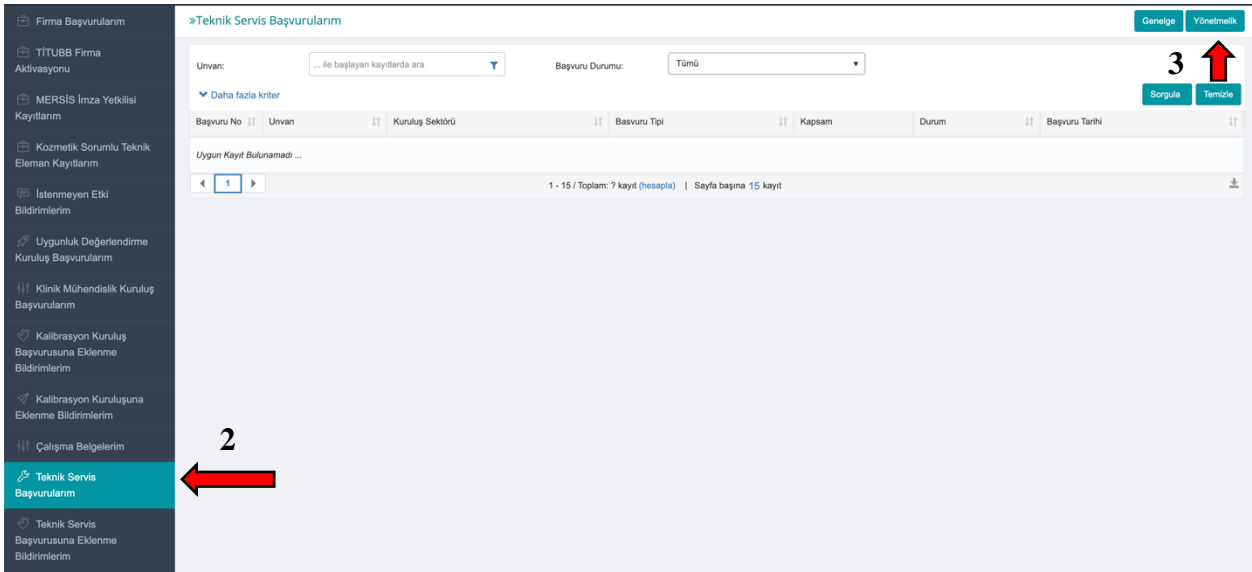 Firma Başvurularım
TİTUBB Firma
Aktivasyonu
MERSİS İmza Yetkilisi
Kayıtlarım
Kozmetik Sorumlu Teknik
Eleman Kayıtlarım
İstenmeyen Etki
Bildirimlerim
Uygunluk Değerlendirme
Kuruluş Başvurularım
Klinik Mühendislik Kuruluş
Başvurularım
Kalibrasyon Kuruluş
Başvurusuna Eklenme
Bildirimlerim
Kalibrasyon Kuruluşuna
Eklenme Bildirimlerim
Çalışma Belgelerim
Teknik Servis
Başvurularım
Teknik Servis
Başvurusuna Eklenme
Bildirimlerim
2
»Teknik Servis Başvurularım
Genelge Yönetmelik
3
Unvan: ... ile başlayan kayıtlarda ara Başvuru Durumu: Tümü
Daha fazla kriter
Sorgula Temizle
Başvuru No Unvan Kuruluş Sektörü Basvuru Tipi Kapsam Durum Başvuru Tarihi
Uygun Kayıt Bulunamadı ...
1 1 - 15 / Toplam: ? kayıt (hesapla) | Sayfa başına 15 kayıt